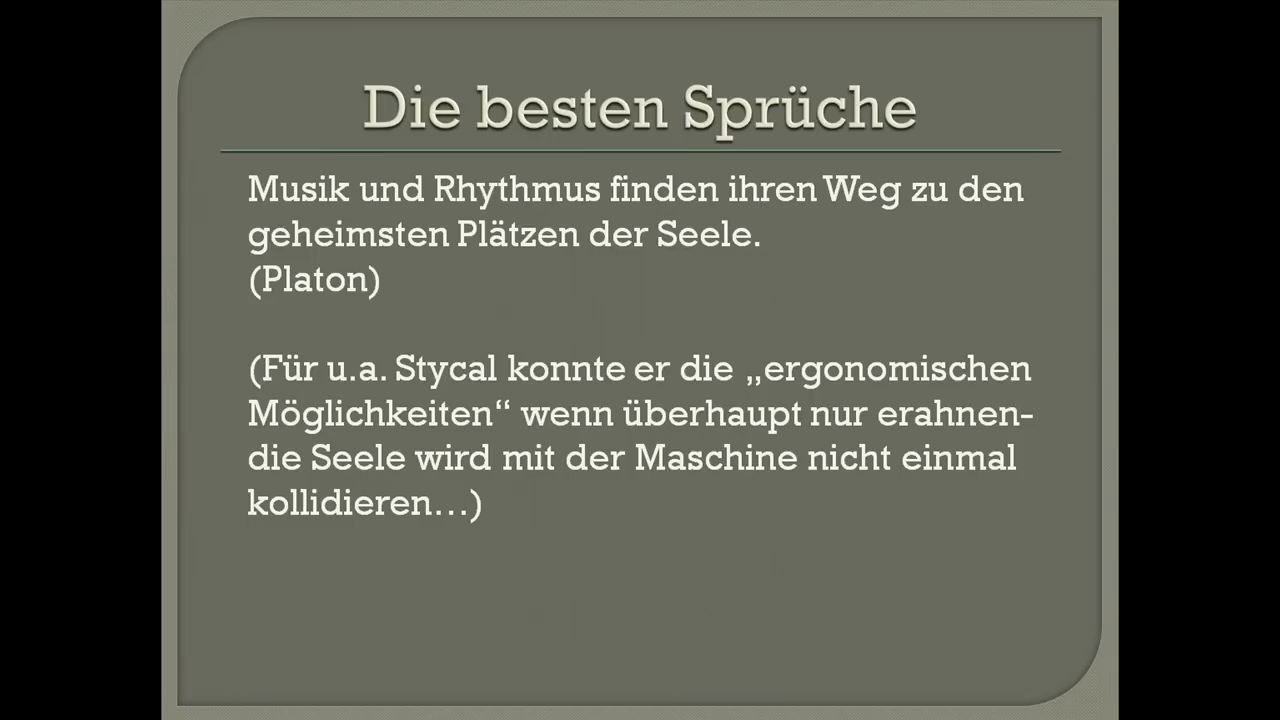 Die besten Sprüche
Musik und Rhythmus finden ihren Weg zu den
geheimsten Plätzen der Seele.
(Platon)
(Für u.a. Stycal konnte er die „ergonomischen
Möglichkeiten“ wenn überhaupt nur erahnen-
die Seele wird mit der Maschine nicht einmal
kollidieren...)